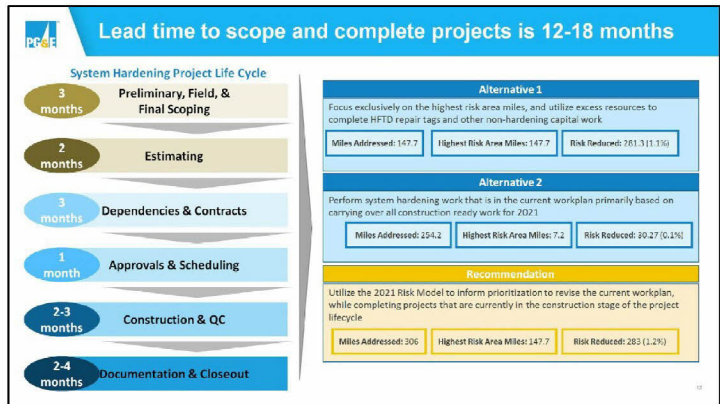 PG&E
Lead time to scope and complete projects is 12-18 months
System Hardening Project Life Cycle
3
months
Preliminary, Field, &
Final Scoping
2
months
Estimating
3
months
Dependencies & Contracts
1
month
Approvals & Scheduling
2-3
months
Construction & QC
2-4
months
Documentation & Closeout
Alternative 1
Focus exclusively on the highest risk area miles, and utilize excess resources to
complete HFTD repair tags and other non-hardening capital work
Miles Addressed: 147.7
Highest Risk Area Miles: 147.7
Risk Reduced: 281.3 (1.1%)
Alternative 2
Perform system hardening work that is in the current workplan primarily based on
carrying over all construction ready work for 2021
Miles Addressed: 254.2
Highest Risk Area Miles: 7.2
Risk Reduced: 30.27 (0.1%)
Recommendation
Utilize the 2021 Risk Model to inform prioritization to revise the current workplan,
while completing projects that are currently in the construction stage of the project
lifecycle
Miles Addressed: 306
Highest Risk Area Miles: 147.7
Risk Reduced: 283 (1.2%)